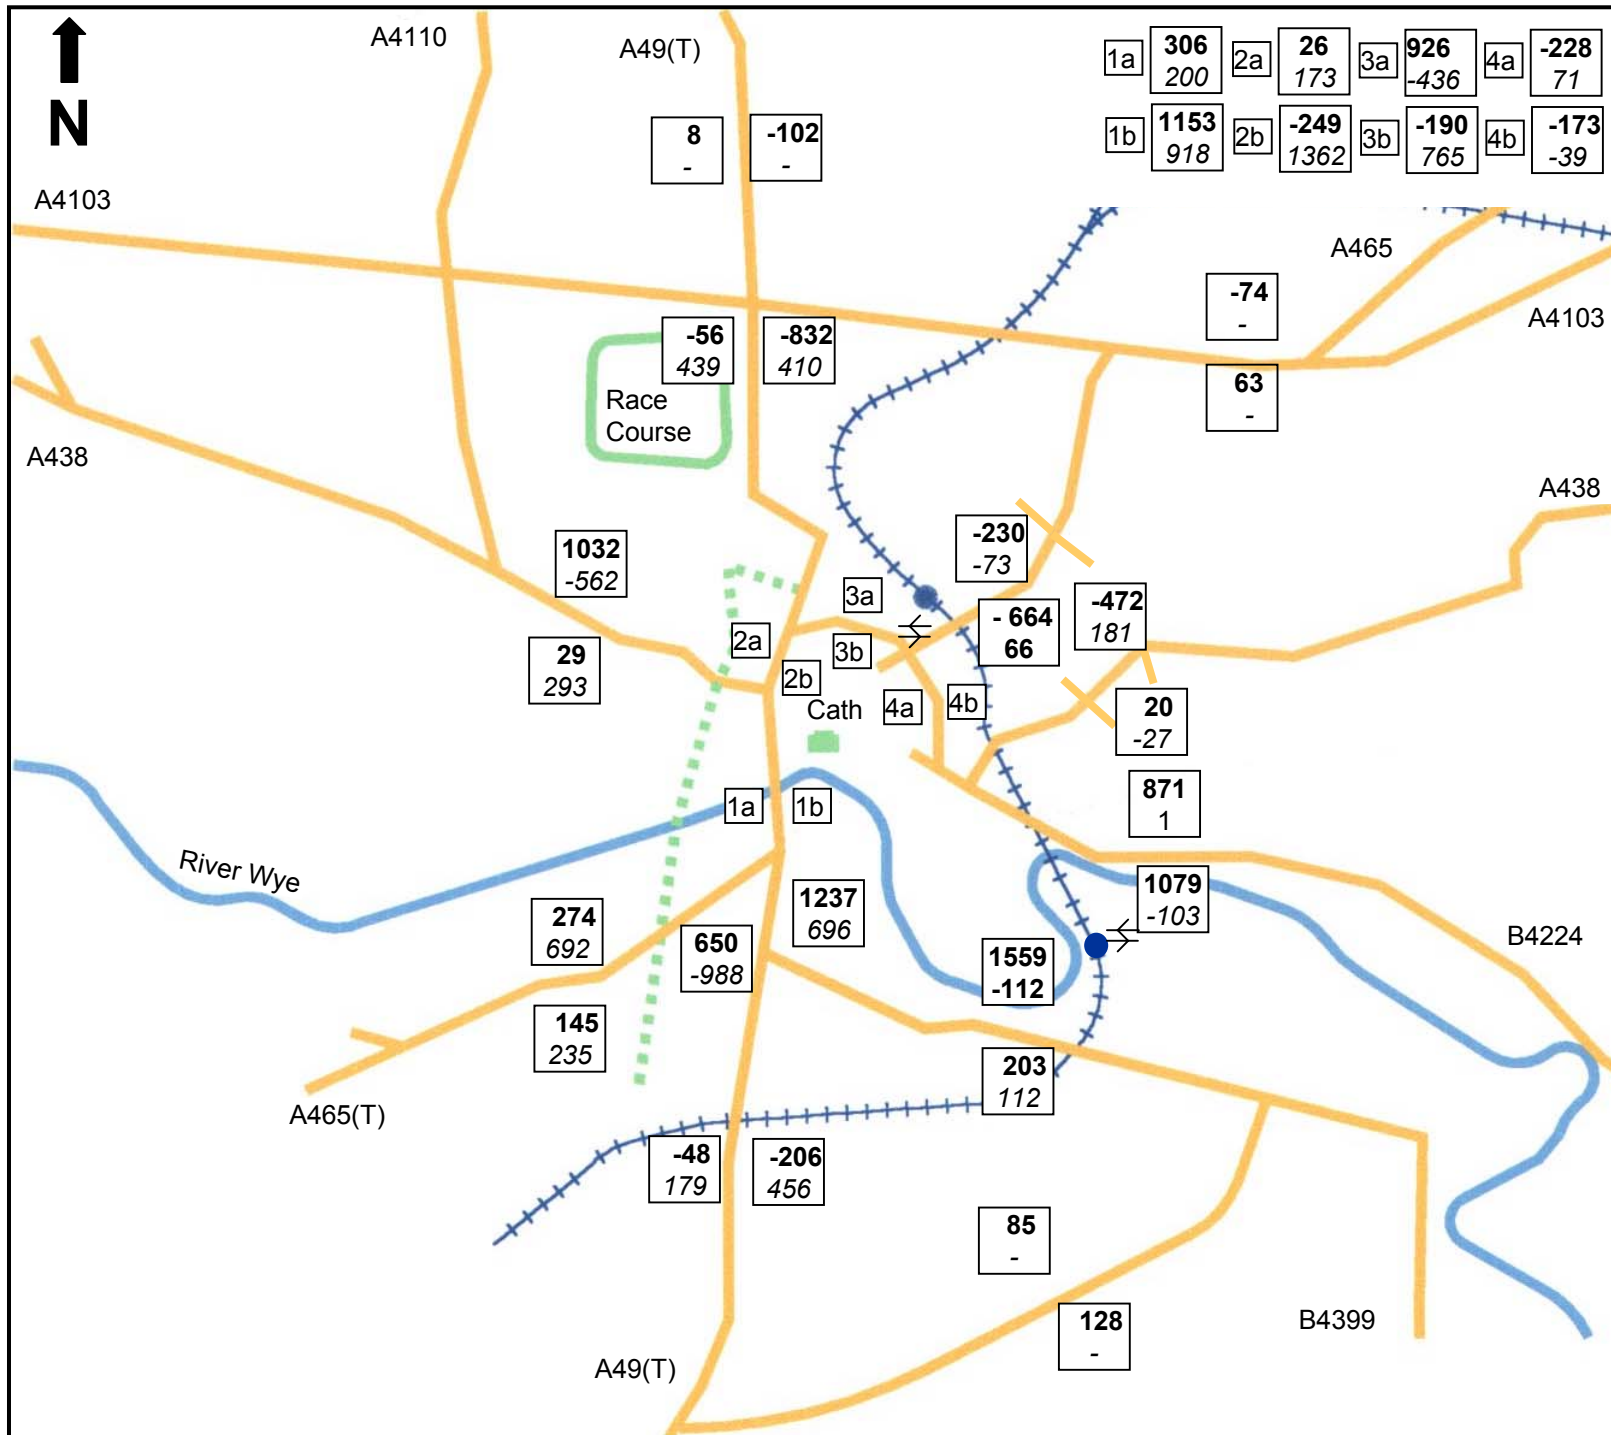 A4110
A49(T)
1a
306
200
2a
26
173
3a
926
-436
4a
-228
71
N
8
-
-102
-
1b
1153
918
2b
-249
1362
3b
-190
765
4b
-173
-39
A4103
A465
-74
-
A4103
-56
439
-832
410
63
-
Race
Course
A438
A438
1032
-562
-230
-73
3a
-472
181
- 664
66
29
293
2a
3b
2b
Cath
4a
4b
20
-27
1a
1b
871
1
River Wye
1237
696
1079
-103
274
692
650
-988
1559
-112
B4224
145
235
203
112
A465(T)
-48
179
-206
456
85
-
128
-
B4399
A49(T)